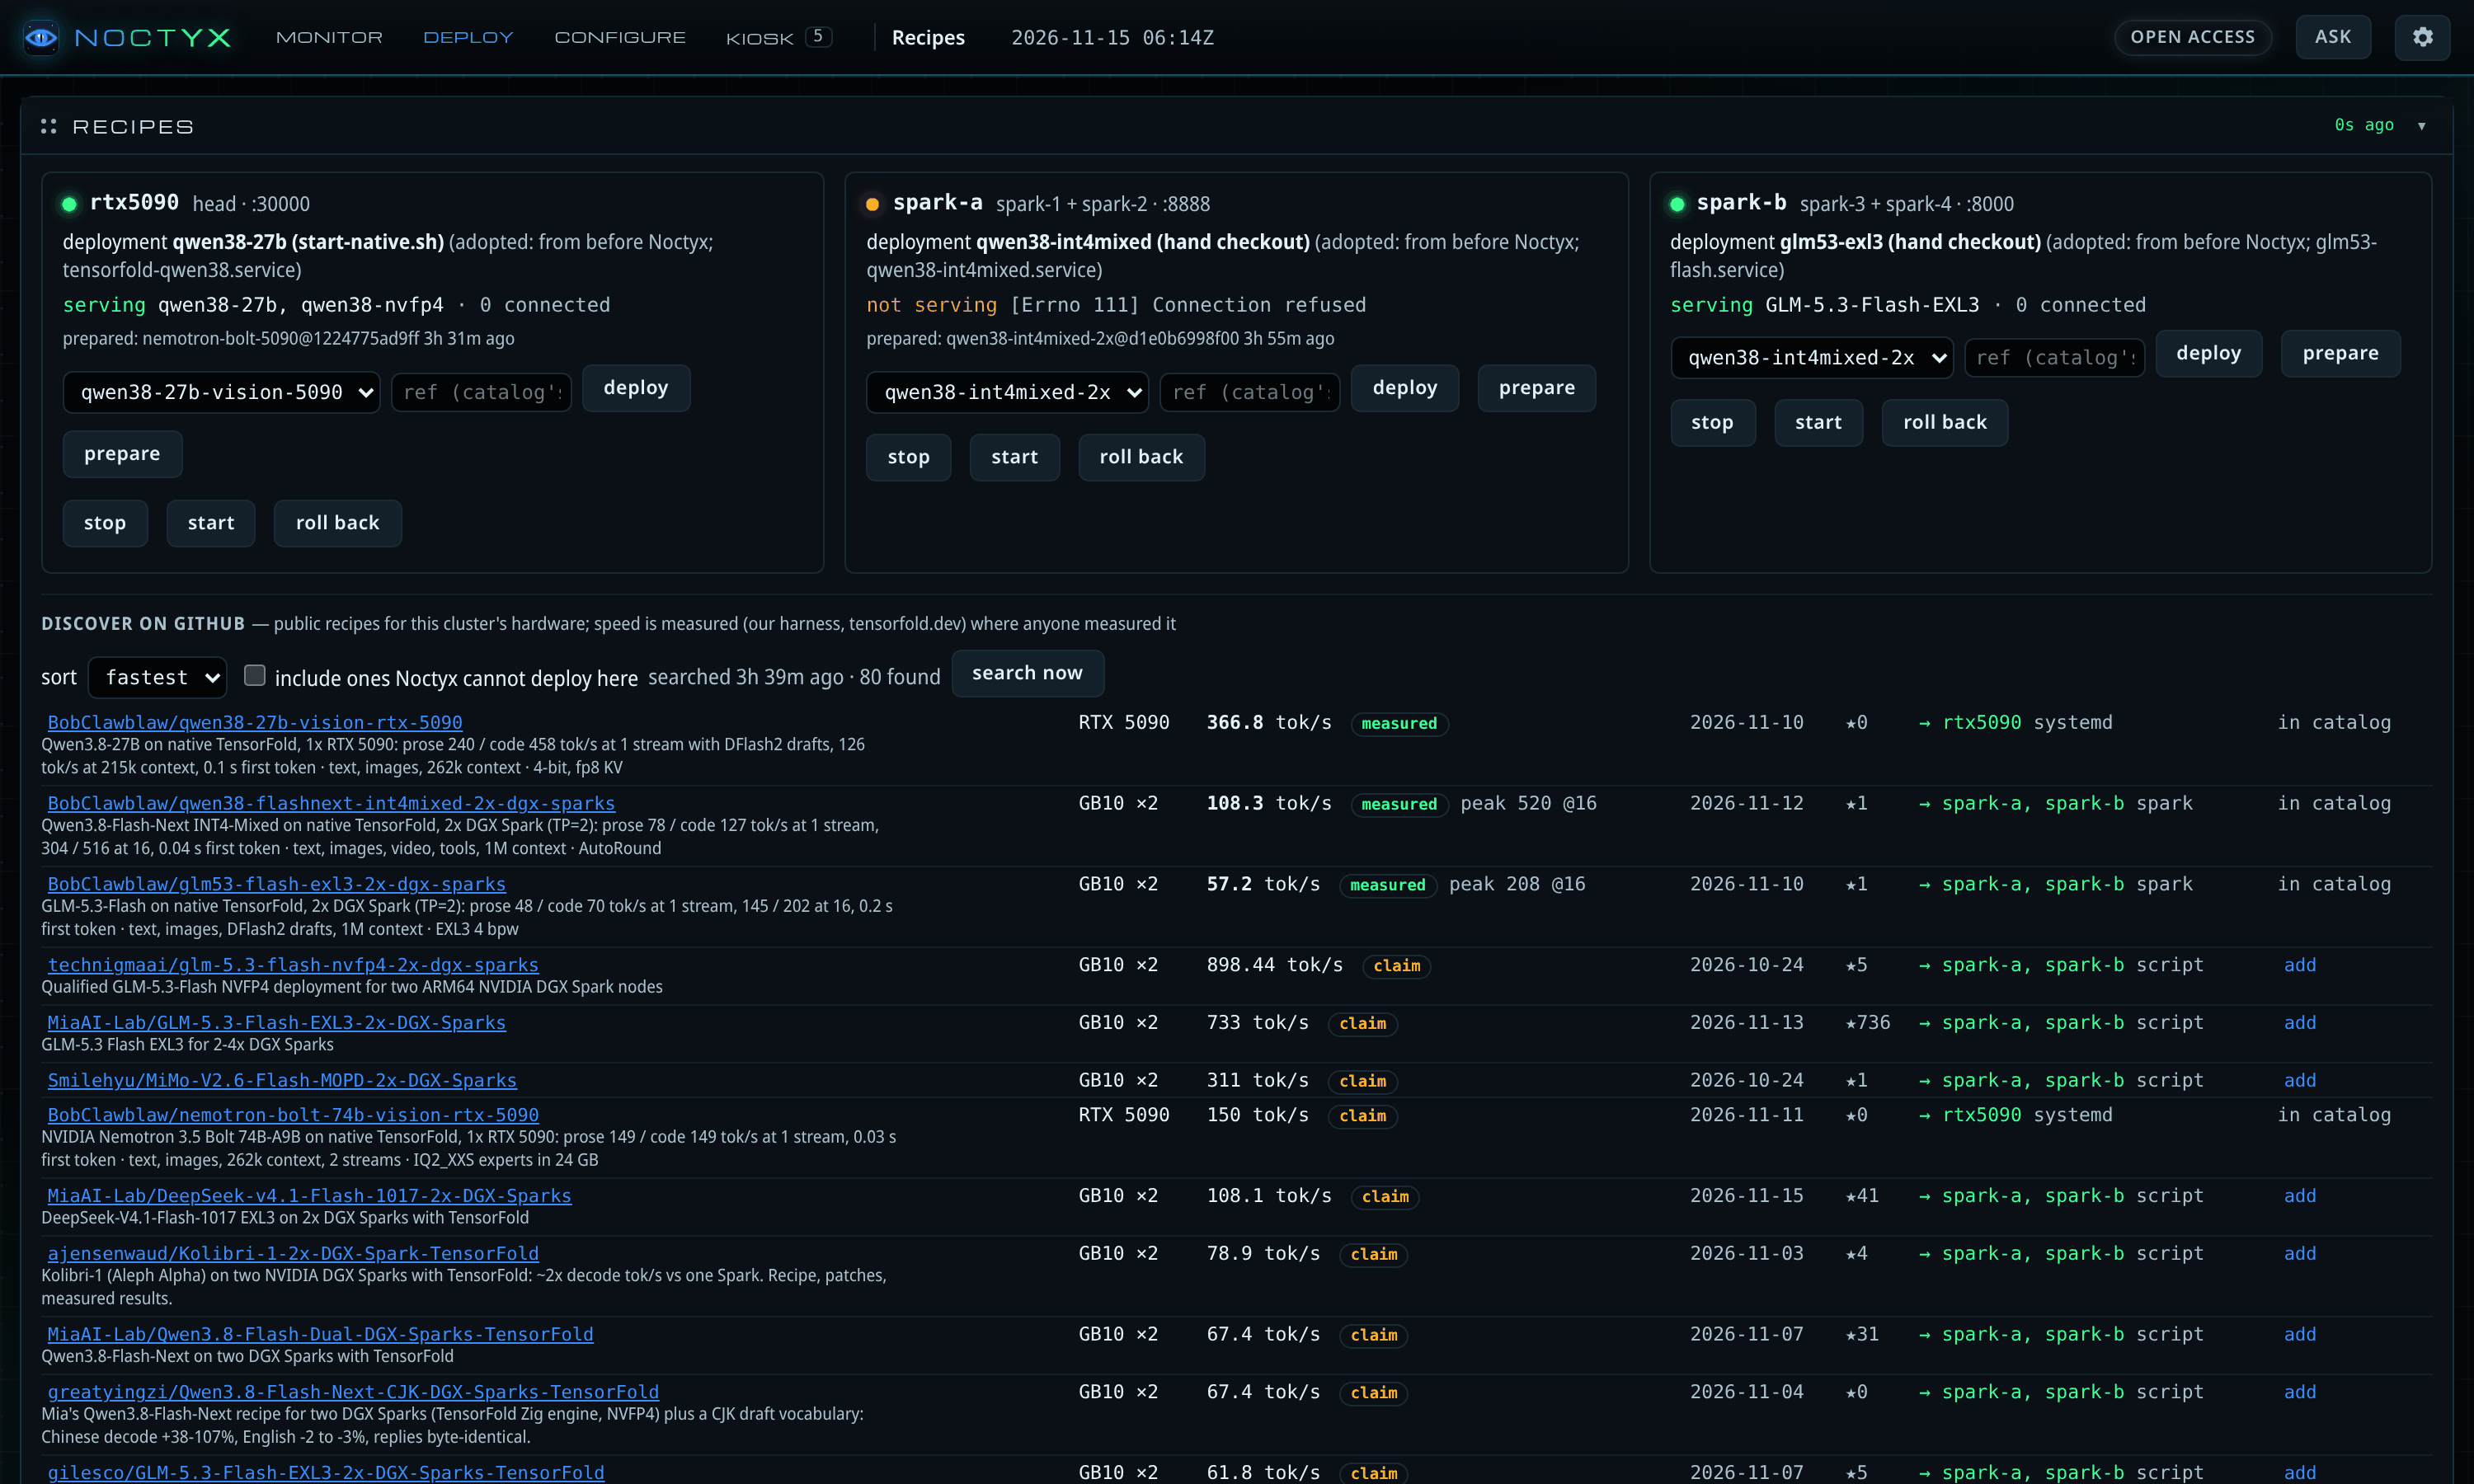 NOCTYX MONITOR DEPLOY CONFIGURE KIOSK 5 Recipes 2026-11-15 06:14Z OPEN ACCESS ASK
RECIPES 0s ago ▾
rtx5090 head · :30000
deployment qwen38-27b (start-native.sh) (adopted: from before Noctyx;
tensorfold-qwen38.service)
serving qwen38-27b, qwen38-nvfp4 · 0 connected
prepared: nemotron-bolt-5090@1224775ad9ff 3h 31m ago
qwen38-27b-vision-5090 ref (catalog's deploy
prepare
stop start roll back
spark-a spark-1 + spark-2 · :8888
deployment qwen38-int4mixed (hand checkout) (adopted: from before Noctyx;
qwen38-int4mixed.service)
not serving [Errno 111] Connection refused
prepared: qwen38-int4mixed-2x@d1e0b6998f00 3h 55m ago
qwen38-int4mixed-2x ref (catalog's deploy prepare
stop start roll back
spark-b spark-3 + spark-4 · :8000
deployment glm53-exl3 (hand checkout) (adopted: from before Noctyx; glm53-
flash.service)
serving GLM-5.3-Flash-EXL3 · 0 connected
qwen38-int4mixed-2x ref (catalog's deploy prepare
stop start roll back
DISCOVER ON GITHUB — public recipes for this cluster's hardware; speed is measured (our harness, tensorfold.dev) where anyone measured it
sort fastest include ones Noctyx cannot deploy here searched 3h 39m ago · 80 found search now
BobClawblaw/qwen38-27b-vision-rtx-5090 RTX 5090 366.8 tok/s measured 2026-11-10 ★0 → rtx5090 systemd in catalog
Qwen3.8-27B on native TensorFold, 1x RTX 5090: prose 240 / code 458 tok/s at 1 stream with DFlash2 drafts, 126
tok/s at 215k context, 0.1 s first token · text, images, 262k context · 4-bit, fp8 KV
BobClawblaw/qwen38-flashnext-int4mixed-2x-dgx-sparks GB10 ×2 108.3 tok/s measured peak 520 @16 2026-11-12 ★1 → spark-a, spark-b spark in catalog
Qwen3.8-Flash-Next INT4-Mixed on native TensorFold, 2x DGX Spark (TP=2): prose 78 / code 127 tok/s at 1 stream,
304 / 516 at 16, 0.04 s first token · text, images, video, tools, 1M context · AutoRound
BobClawblaw/glm53-flash-exl3-2x-dgx-sparks GB10 ×2 57.2 tok/s measured peak 208 @16 2026-11-10 ★1 → spark-a, spark-b spark in catalog
GLM-5.3-Flash on native TensorFold, 2x DGX Spark (TP=2): prose 48 / code 70 tok/s at 1 stream, 145 / 202 at 16, 0.2 s
first token · text, images, DFlash2 drafts, 1M context · EXL3 4 bpw
technigmaai/glm-5.3-flash-nvfp4-2x-dgx-sparks GB10 ×2 898.44 tok/s claim 2026-10-24 ★5 → spark-a, spark-b script add
Qualified GLM-5.3-Flash NVFP4 deployment for two ARM64 NVIDIA DGX Spark nodes
MiaAI-Lab/GLM-5.3-Flash-EXL3-2x-DGX-Sparks GB10 ×2 733 tok/s claim 2026-11-13 ★736 → spark-a, spark-b script add
GLM-5.3 Flash EXL3 for 2-4x DGX Sparks
Smilehyu/MiMo-V2.6-Flash-MOPD-2x-DGX-Sparks GB10 ×2 311 tok/s claim 2026-10-24 ★1 → spark-a, spark-b script add
BobClawblaw/nemotron-bolt-74b-vision-rtx-5090 RTX 5090 150 tok/s claim 2026-11-11 ★0 → rtx5090 systemd in catalog
NVIDIA Nemotron 3.5 Bolt 74B-A9B on native TensorFold, 1x RTX 5090: prose 149 / code 149 tok/s at 1 stream, 0.03 s
first token · text, images, 262k context, 2 streams · IQ2_XXS experts in 24 GB
MiaAI-Lab/DeepSeek-v4.1-Flash-1017-2x-DGX-Sparks GB10 ×2 108.1 tok/s claim 2026-11-15 ★41 → spark-a, spark-b script add
DeepSeek-V4.1-Flash-1017 EXL3 on 2x DGX Sparks with TensorFold
ajensenwaud/Kolibri-1-2x-DGX-Spark-TensorFold GB10 ×2 78.9 tok/s claim 2026-11-03 ★4 → spark-a, spark-b script add
Kolibri-1 (Aleph Alpha) on two NVIDIA DGX Sparks with TensorFold: ~2x decode tok/s vs one Spark. Recipe, patches,
measured results.
MiaAI-Lab/Qwen3.8-Flash-Dual-DGX-Sparks-TensorFold GB10 ×2 67.4 tok/s claim 2026-11-07 ★31 → spark-a, spark-b script add
Qwen3.8-Flash-Next on two DGX Sparks with TensorFold
greatyingzi/Qwen3.8-Flash-Next-CJK-DGX-Sparks-TensorFold GB10 ×2 67.4 tok/s claim 2026-11-04 ★0 → spark-a, spark-b script add
Mia's Qwen3.8-Flash-Next recipe for two DGX Sparks (TensorFold Zig engine, NVFP4) plus a CJK draft vocabulary:
Chinese decode +38-107%, English -2 to -3%, replies byte-identical.
gilesco/GLM-5.3-Flash-EXL3-2x-DGX-Sparks-TensorFold GB10 ×2 61.8 tok/s claim 2026-11-07 ★5 → spark-a, spark-b script add